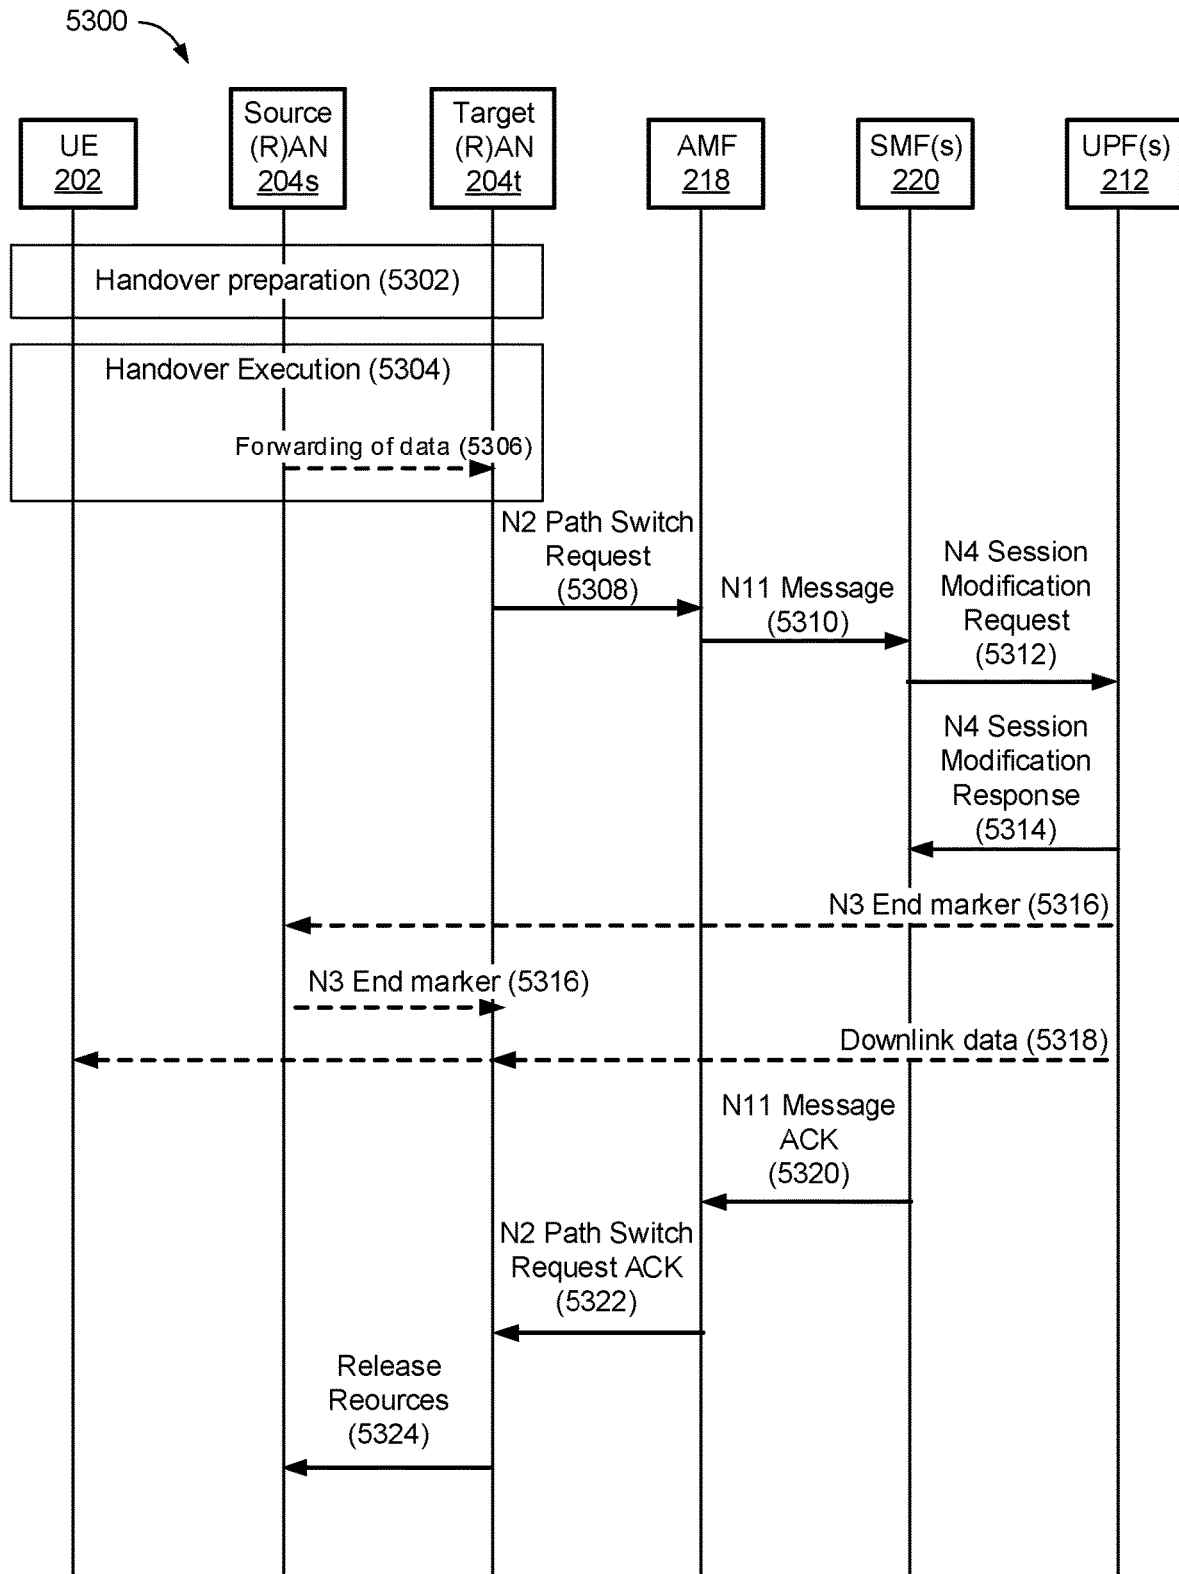 5300
UE
202
Source
(R)AN
204s
Target
(R)AN
204t
AMF
218
SMF(s)
220
UPF(s)
212
Handover preparation (5302)
Handover Execution (5304)
Forwarding of data (5306)
N2 Path Switch
Request
(5308)
N11 Message
(5310)
N4 Session
Modification
Request
(5312)
N4 Session
Modification
Response
(5314)
N3 End marker (5316)
N3 End marker (5316)
Downlink data (5318)
N11 Message
ACK
(5320)
N2 Path Switch
Request ACK
(5322)
Release
Reources
(5324)